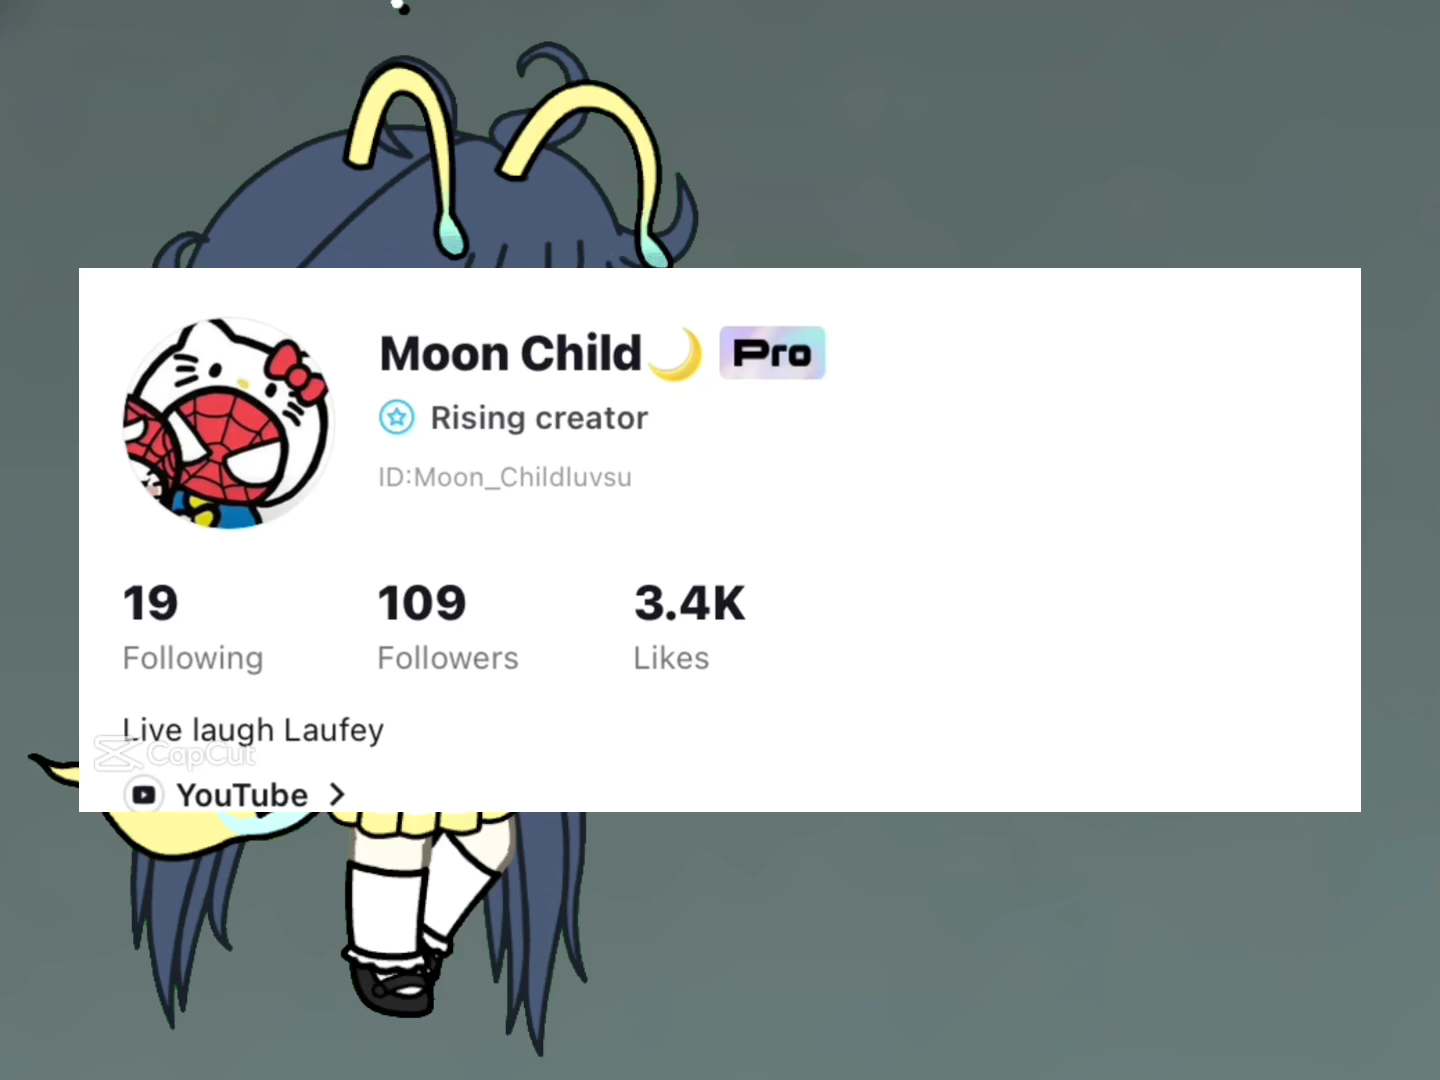 Moon Child🌙 Pro
Rising creator
ID:Moon_Childluvsu
19 109 3.4K
Following Followers Likes
Live laugh Laufey
CapCut
YouTube >